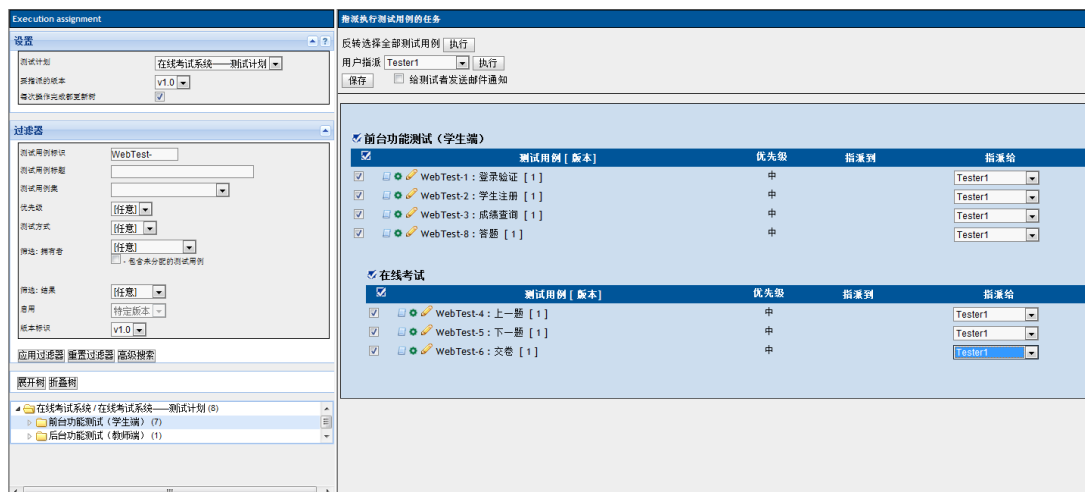 Execution assignment
设置
测试计划 在线考试系统——测试计划
要指派的版本 v1.0
每次操作完成都更新树
过滤器
测试用例标识 WebTest-
测试用例标题
测试用例集
优先级 [任意]
测试方式 [任意]
筛选: 拥有者 [任意]
- 包含未分配的测试用例
筛选: 结果 [任意]
启用 特定版本
版本标识 v1.0
应用过滤器 重置过滤器 高级搜索
展开树 折叠树
在线考试系统 / 在线考试系统——测试计划 (8)
前台功能测试（学生端） (7)
后台功能测试（教师端） (1)
指派执行测试用例的任务
反转选择全部测试用例 执行
用户指派 Tester1 执行
保存 给测试者发送邮件通知
前台功能测试（学生端）
测试用例 [ 版本] 优先级 指派到 指派给
WebTest-1 : 登录验证 [ 1 ] 中 Tester1
WebTest-2 : 学生注册 [ 1 ] 中 Tester1
WebTest-3 : 成绩查询 [ 1 ] 中 Tester1
WebTest-8 : 答题 [ 1 ] 中 Tester1
在线考试
测试用例 [ 版本] 优先级 指派到 指派给
WebTest-4 : 上一题 [ 1 ] 中 Tester1
WebTest-5 : 下一题 [ 1 ] 中 Tester1
WebTest-6 : 交卷 [ 1 ] 中 Tester1